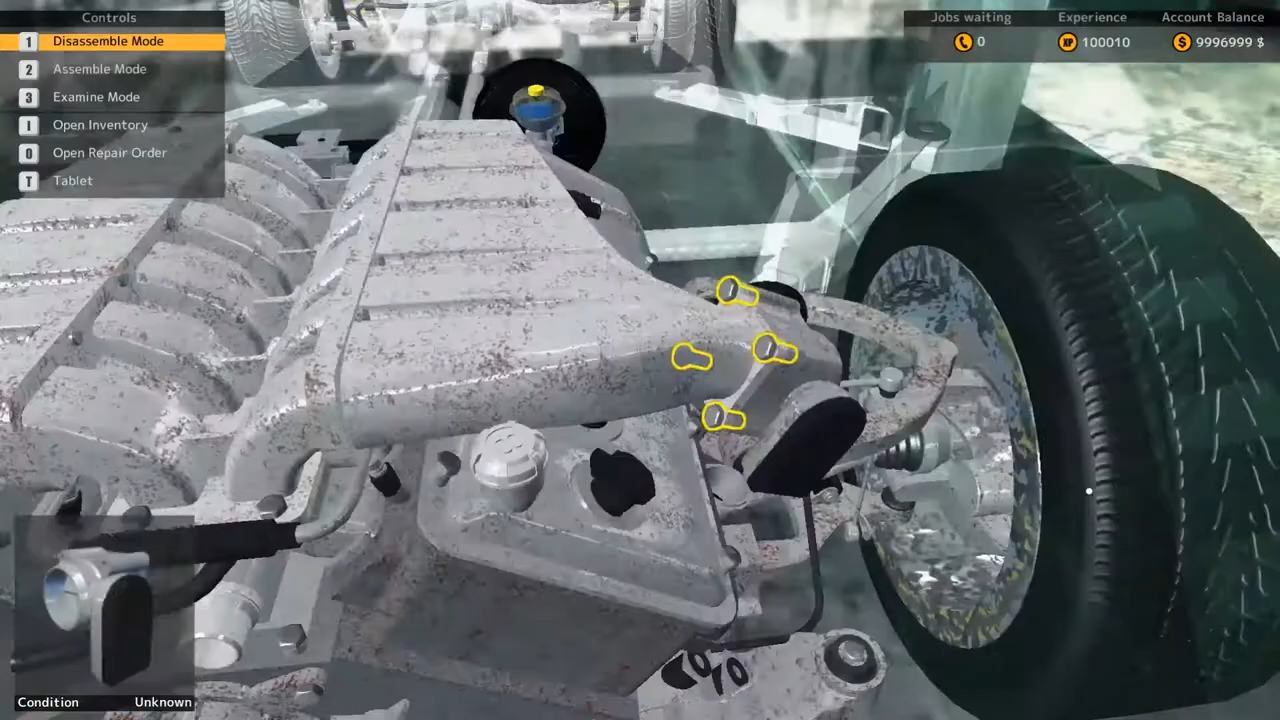 Controls
1 Disassemble Mode
2 Assemble Mode
3 Examine Mode
I Open Inventory
O Open Repair Order
T Tablet
Jobs waiting Experience Account Balance
0 XP 100010 $ 9996999 $
Condition Unknown